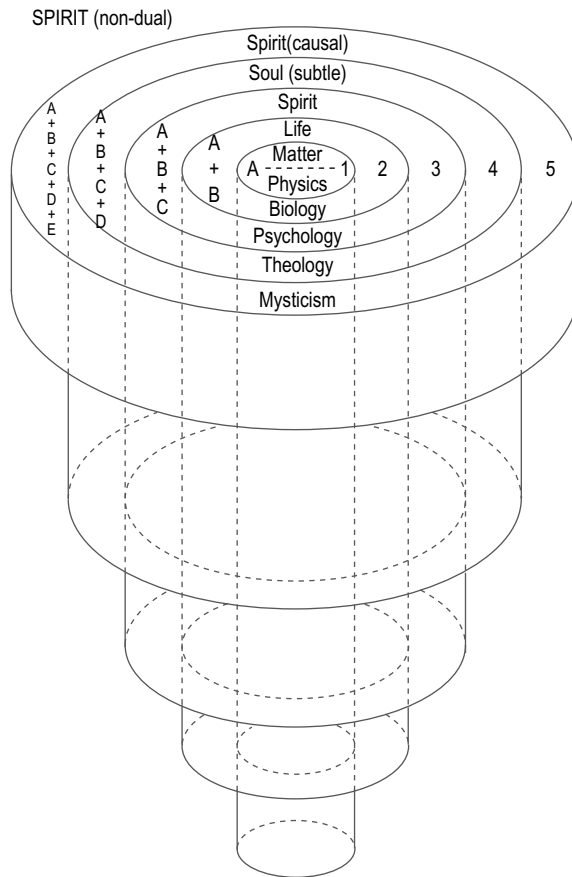 SPIRIT (non-dual)
Spirit(causal)
Soul (subtle)
Spirit
Life
Matter
A 1 2 3 4 5
Physics
Biology
Psychology
Theology
Mysticism
A
+
B
+
C
+
D
+
E
A
+
B
+
C
+
D
A
+
B
+
C
A
+
B